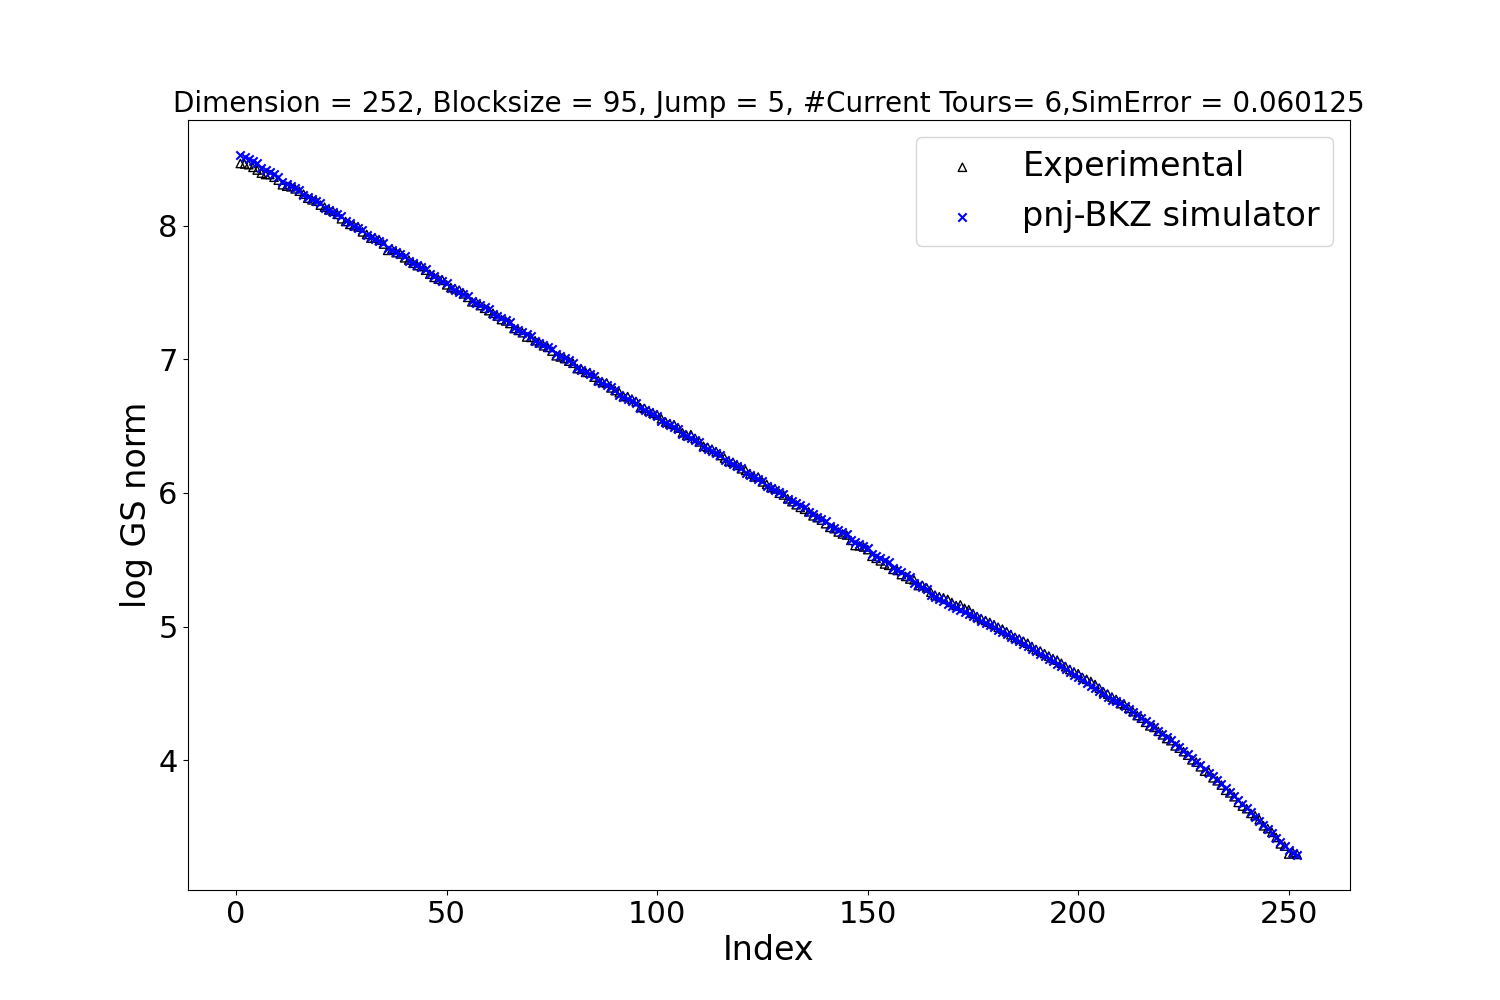 Dimension = 252, Blocksize = 95, Jump = 5, #Current Tours= 6,SimError = 0.060125
Experimental
pnj-BKZ simulator
8
7
6
5
4
log GS norm
0 50 100 150 200 250
Index